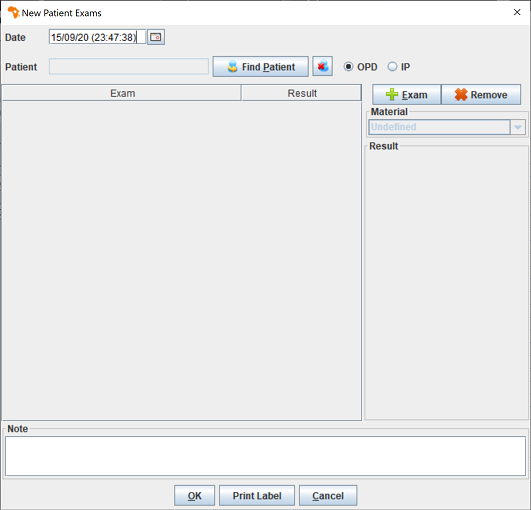 New Patient Exams
Date 15/09/20 (23:47:38)
Patient Find Patient OPD IP
Exam Result Exam Remove
Material
Undefined
Result
Note
OK Print Label Cancel